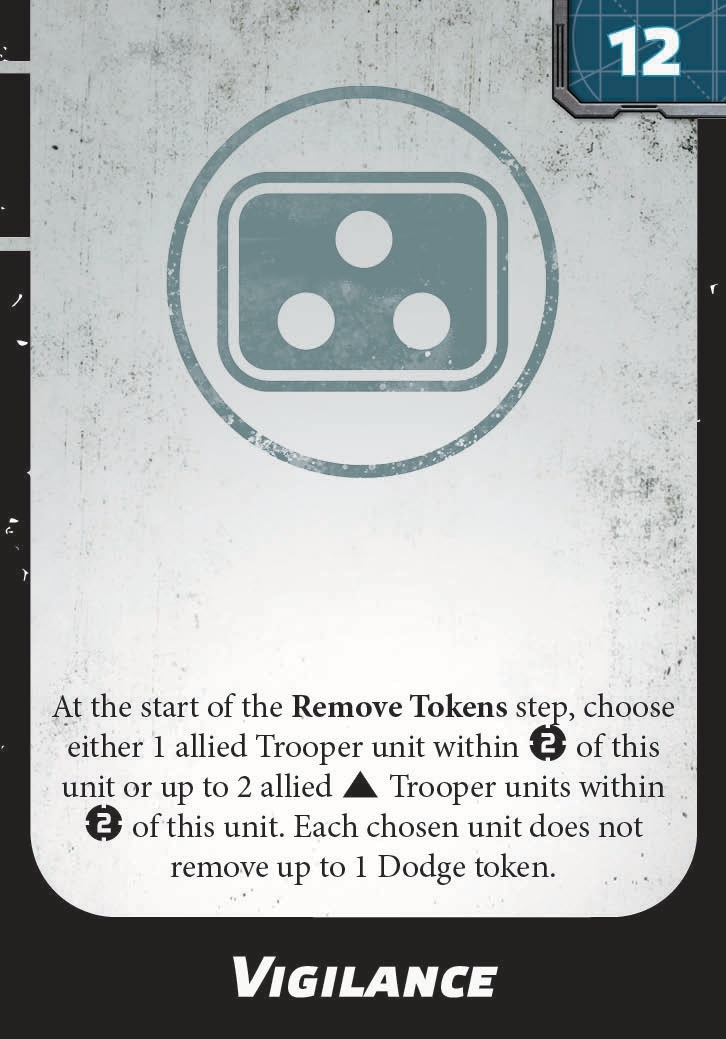 12
At the start of the Remove Tokens step, choose
either 1 allied Trooper unit within 2 of this
unit or up to 2 allied ▲ Trooper units within
2 of this unit. Each chosen unit does not
remove up to 1 Dodge token.
VIGILANCE